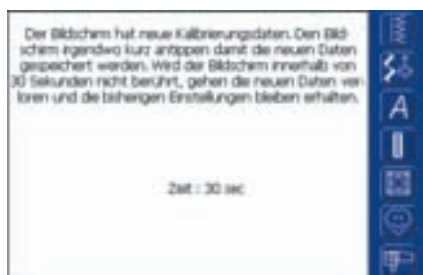 Der Bildschirm hat neue Kalibrierungsdaten. Den Bild-
schirm irgendwo kurz antippen damit die neuen Daten
gespeichert werden. Wird der Bildschirm innerhalb von
30 Sekunden nicht berührt, gehen die neuen Daten ver-
loren und die bisherigen Einstellungen bleiben erhalten.
Zeit : 30 sec
A